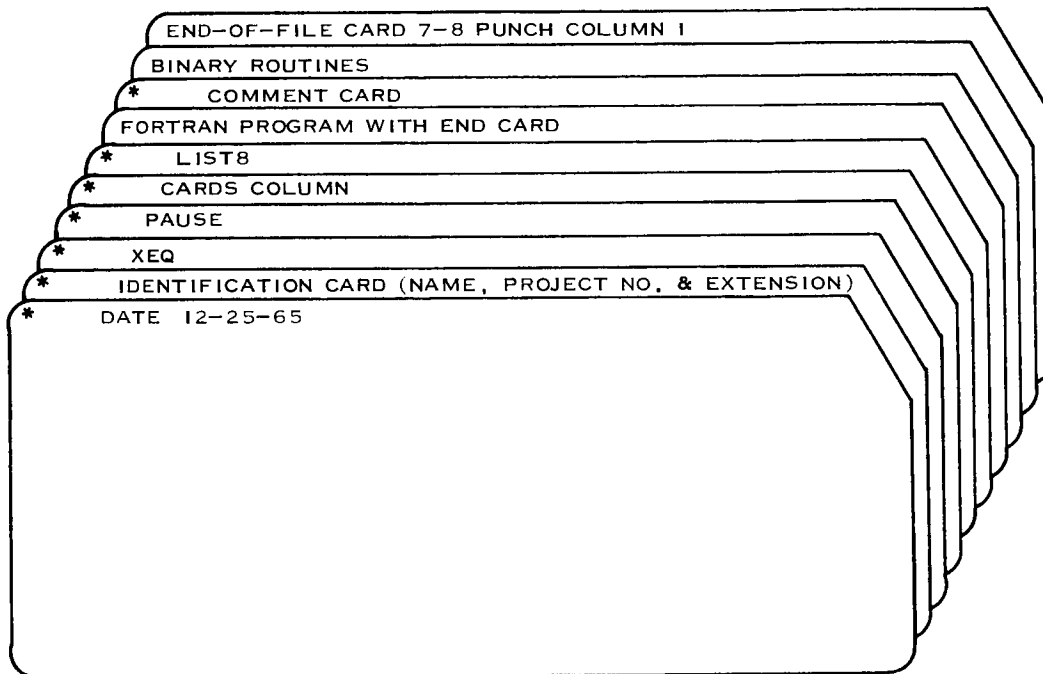 END-OF-FILE CARD 7-8 PUNCH COLUMN 1
BINARY ROUTINES
* COMMENT CARD
FORTRAN PROGRAM WITH END CARD
* LIST8
* CARDS COLUMN
* PAUSE
* XEQ
* IDENTIFICATION CARD (NAME, PROJECT NO. & EXTENSION)
* DATE 12-25-65